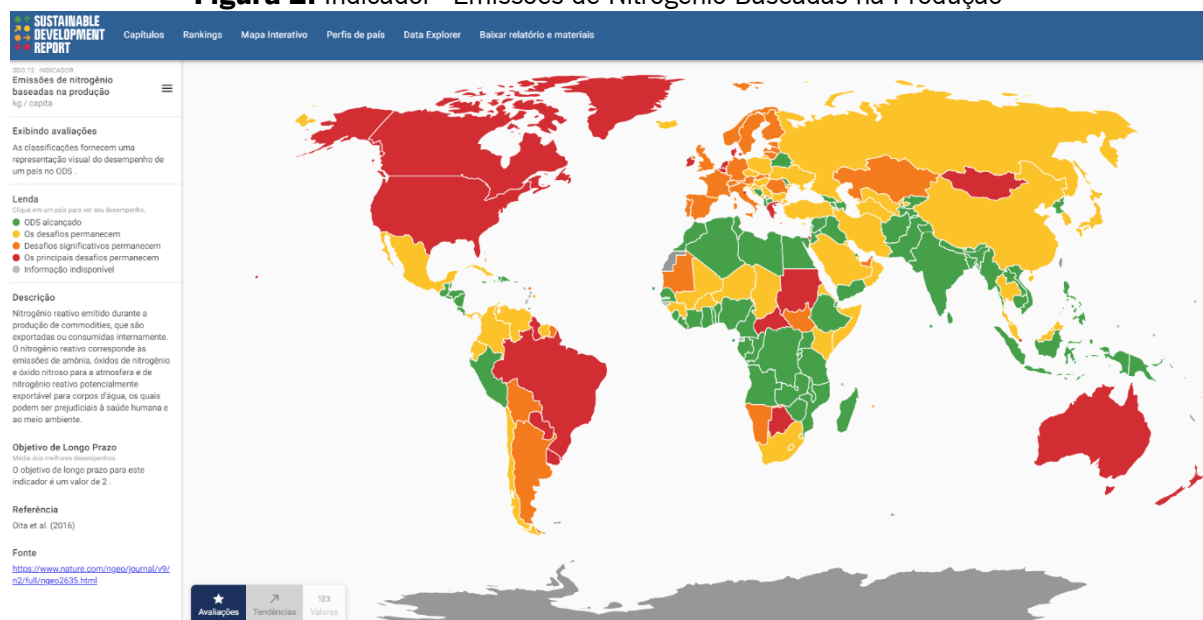 Figura 2: Indicador "Emissões de Nitrogênio Baseadas na Produção"
SUSTAINABLE
DEVELOPMENT
REPORT
Capítulos Rankings Mapa Interativo Perfis de país Data Explorer Baixar relatório e materiais
SDG 12 · INDICADOR
Emissões de nitrogênio
baseadas na produção
kg / capita
Exibindo avaliações
As classificações fornecem uma
representação visual do desempenho de
um país no ODS .
Lenda
Clique em um país para ver seu desempenho.
ODS alcançado
Os desafios permanecem
Desafios significativos permanecem
Os principais desafios permanecem
Informação indisponível
Descrição
Nitrogênio reativo emitido durante a
produção de commodities, que são
exportadas ou consumidas internamente.
O nitrogênio reativo corresponde às
emissões de amônia, óxidos de nitrogênio
e óxido nitroso para a atmosfera e de
nitrogênio reativo potencialmente
exportável para corpos d'água, os quais
podem ser prejudiciais à saúde humana e
ao meio ambiente.
Objetivo de Longo Prazo
Média dos melhores desempenhos
O objetivo de longo prazo para este
indicador é um valor de 2 .
Referência
Oita et al. (2016)
Fonte
https://www.nature.com/ngeo/journal/v9/
n2/full/ngeo2635.html
Avaliações Tendências 123
Valores